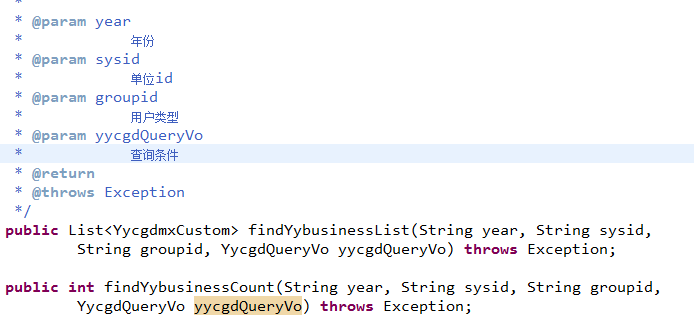 *
* @param year
*            年份
* @param sysid
*            单位id
* @param groupid
*            用户类型
* @param yycgdQueryVo
*            查询条件
* @return
* @throws Exception
*/
public List<YycgdmxCustom> findYybusinessList(String year, String sysid,
        String groupid, YycgdQueryVo yycgdQueryVo) throws Exception;
public int findYybusinessCount(String year, String sysid, String groupid,
        YycgdQueryVo yycgdQueryVo) throws Exception;